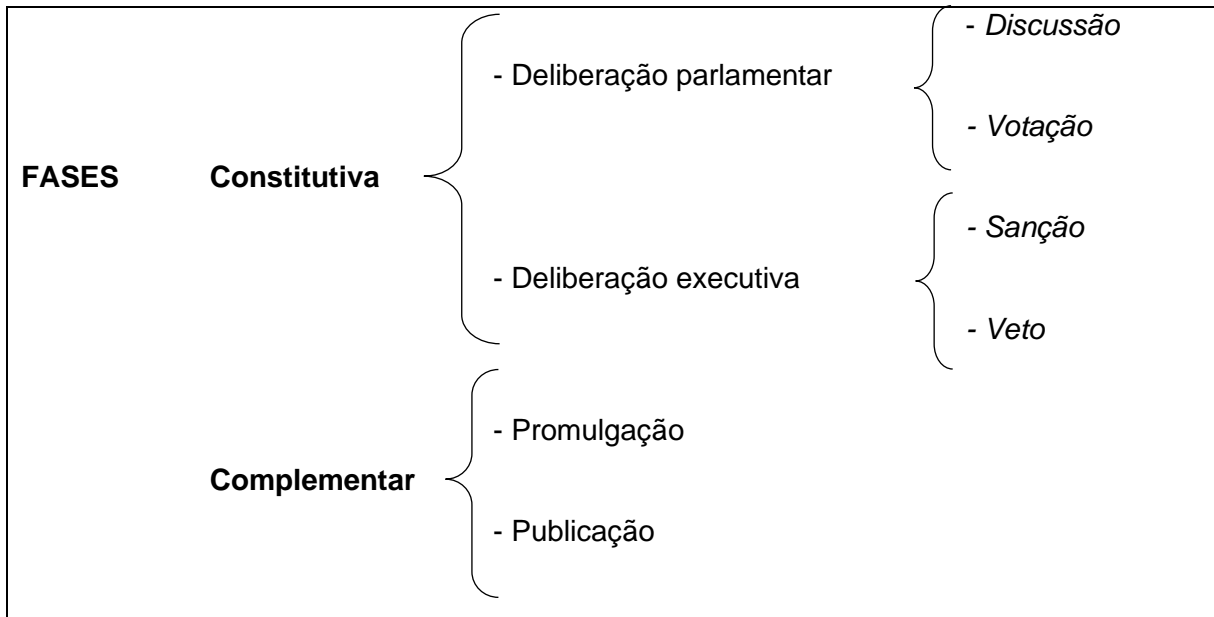 - Discussão
- Deliberação parlamentar
- Votação
FASES Constitutiva
- Sanção
- Deliberação executiva
- Veto
- Promulgação
Complementar
- Publicação